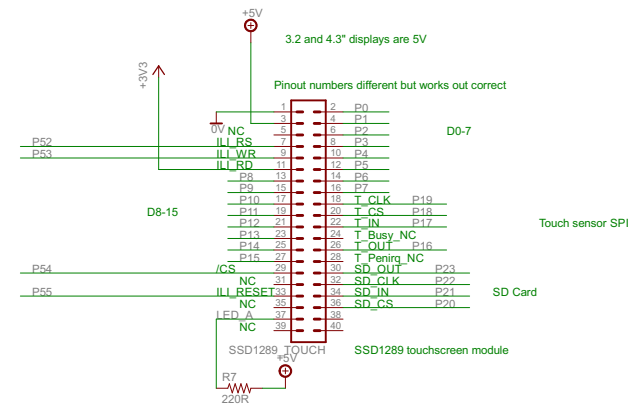 +5V
3.2 and 4.3" displays are 5V
+3V3
Pinout numbers different but works out correct
1 2 P0
0V 3 4 P1
NC 5 6 P2 D0-7
P52 ILI_RS 7 8 P3
P53 ILI_WR 9 10 P4
ILI_RD 11 12 P5
P8 13 14 P6
P9 15 16 P7
P10 17 18 T_CLK P19
D8-15 P11 19 20 T_CS P18
P12 21 22 T_IN P17 Touch sensor SPI
P13 23 24 T_Busy_NC
P14 25 26 T_OUT P16
P15 27 28 T_Penirq_NC
P54 /CS 29 30 SD_OUT P23
NC 31 32 SD_CLK P22
P55 ILI_RESET 33 34 SD_IN P21 SD Card
NC 35 36 SD_CS P20
LED_A 37 38
NC 39 40
SSD1289_TOUCH SSD1289 touchscreen module
+5V
R7
220R